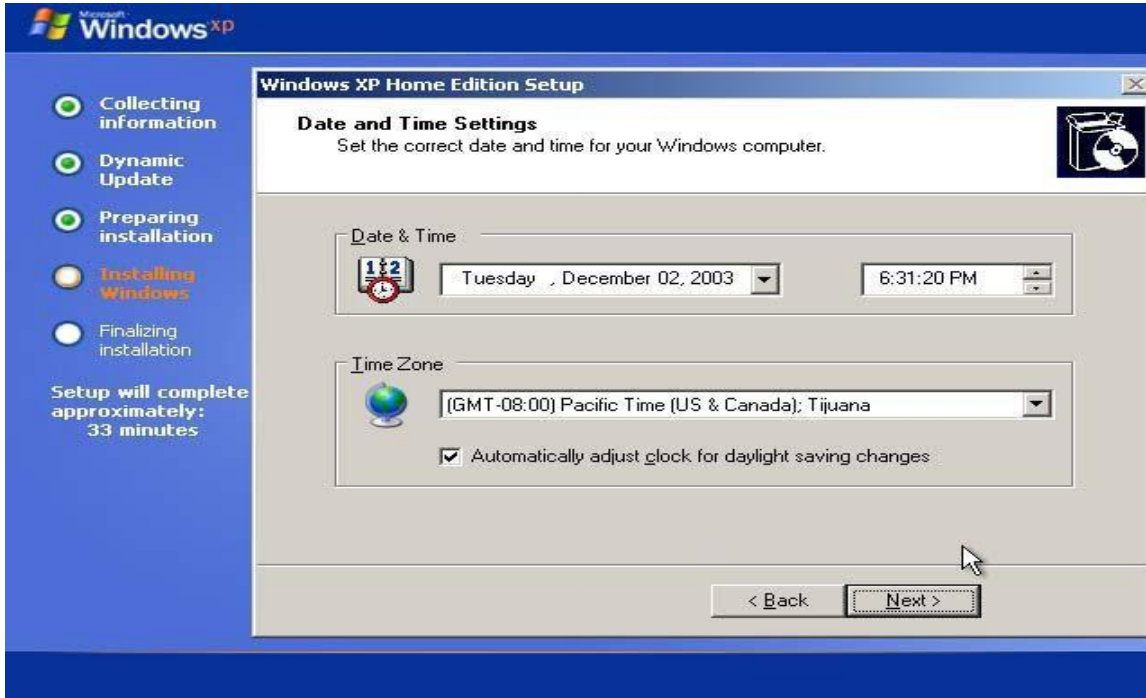 Microsoft
Windows xp
Collecting
information
Dynamic
Update
Preparing
installation
Installing
Windows
Finalizing
installation
Setup will complete
approximately:
33 minutes
Windows XP Home Edition Setup
Date and Time Settings
Set the correct date and time for your Windows computer.
Date & Time
1 2
Tuesday , December 02, 2003
6:31:20 PM
Time Zone
(GMT-08:00) Pacific Time (US & Canada); Tijuana
Automatically adjust clock for daylight saving changes
< Back
Next >